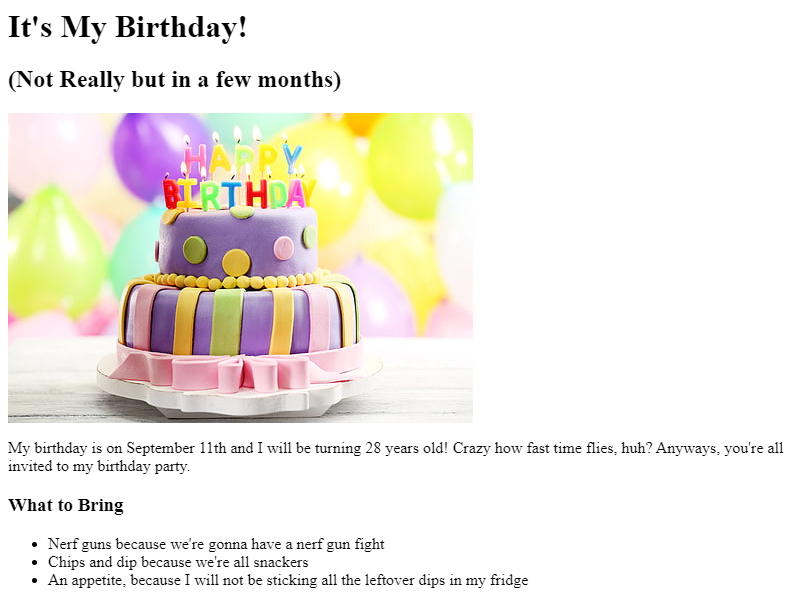 It's My Birthday!
(Not Really but in a few months)
HAPPY
BIRTHDAY
My birthday is on September 11th and I will be turning 28 years old! Crazy how fast time flies, huh? Anyways, you're all
invited to my birthday party.
What to Bring
Nerf guns because we're gonna have a nerf gun fight
Chips and dip because we're all snackers
An appetite, because I will not be sticking all the leftover dips in my fridge